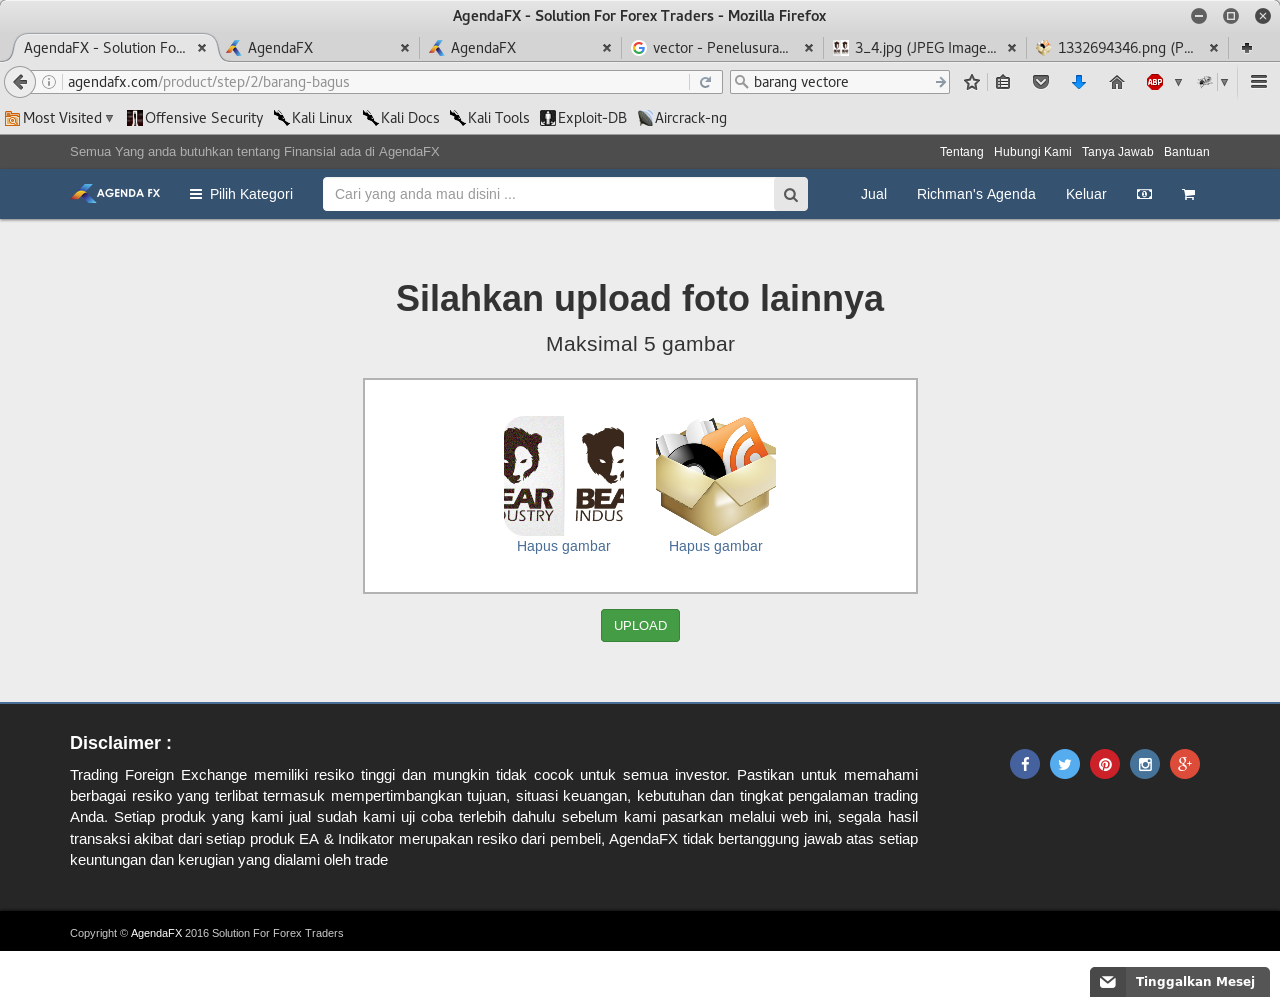 AgendaFX - Solution For Forex Traders - Mozilla Firefox
AgendaFX - Solution Fo...
AgendaFX
AgendaFX
vector - Penelusura...
3_4.jpg (JPEG Image...
1332694346.png (P...
agendafx.com/product/step/2/barang-bagus
barang vectore
ABP
Most Visited
Offensive Security
Kali Linux
Kali Docs
Kali Tools
Exploit-DB
Aircrack-ng
Semua Yang anda butuhkan tentang Finansial ada di AgendaFX
Tentang
Hubungi Kami
Tanya Jawab
Bantuan
AGENDA FX
Pilih Kategori
Cari yang anda mau disini ...
Jual
Richman's Agenda
Keluar
Silahkan upload foto lainnya
Maksimal 5 gambar
EAR BEA
USTRY INDUS
Hapus gambar
Hapus gambar
UPLOAD
Disclaimer :
Trading Foreign Exchange memiliki resiko tinggi dan mungkin tidak cocok untuk semua investor. Pastikan untuk memahami
berbagai resiko yang terlibat termasuk mempertimbangkan tujuan, situasi keuangan, kebutuhan dan tingkat pengalaman trading
Anda. Setiap produk yang kami jual sudah kami uji coba terlebih dahulu sebelum kami pasarkan melalui web ini, segala hasil
transaksi akibat dari setiap produk EA & Indikator merupakan resiko dari pembeli, AgendaFX tidak bertanggung jawab atas setiap
keuntungan dan kerugian yang dialami oleh trade
Copyright © AgendaFX 2016 Solution For Forex Traders
Tinggalkan Mesej